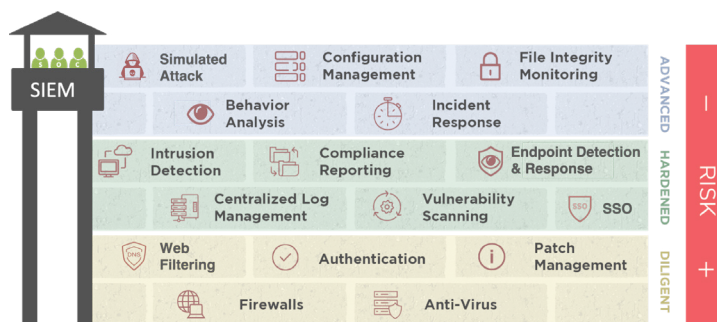 SOC
SIEM
Simulated
Attack
Configuration
Management
File Integrity
Monitoring
Behavior
Analysis
Incident
Response
ADVANCED
Intrusion
Detection
Compliance
Reporting
Endpoint Detection
& Response
Centralized Log
Management
Vulnerability
Scanning
SSO
SSO
HARDENED
DNS
Web
Filtering
Authentication
i
Patch
Management
Firewalls
Anti-Virus
DILIGENT
– RISK +